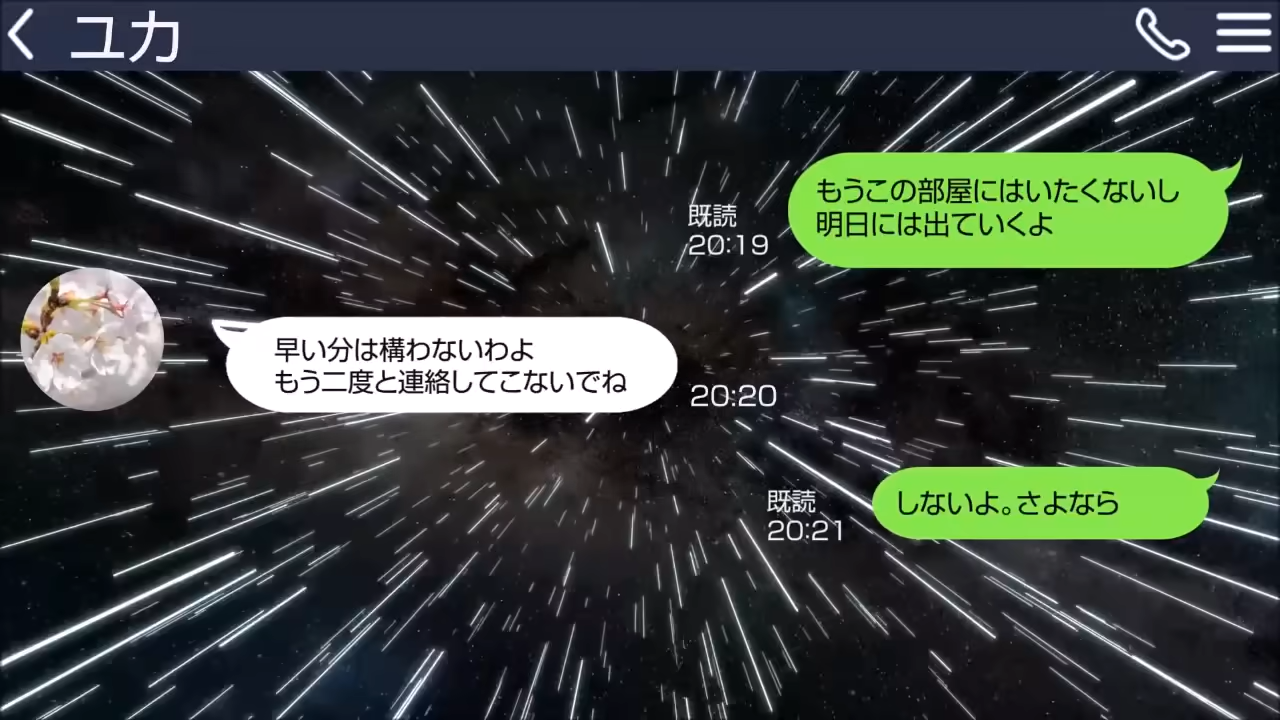 ユカ
もうこの部屋にはいたくないし
明日には出ていくよ
既読
20:19
早い分は構わないわよ
もう二度と連絡してこないでね
20:20
しないよ。さよなら
既読
20:21